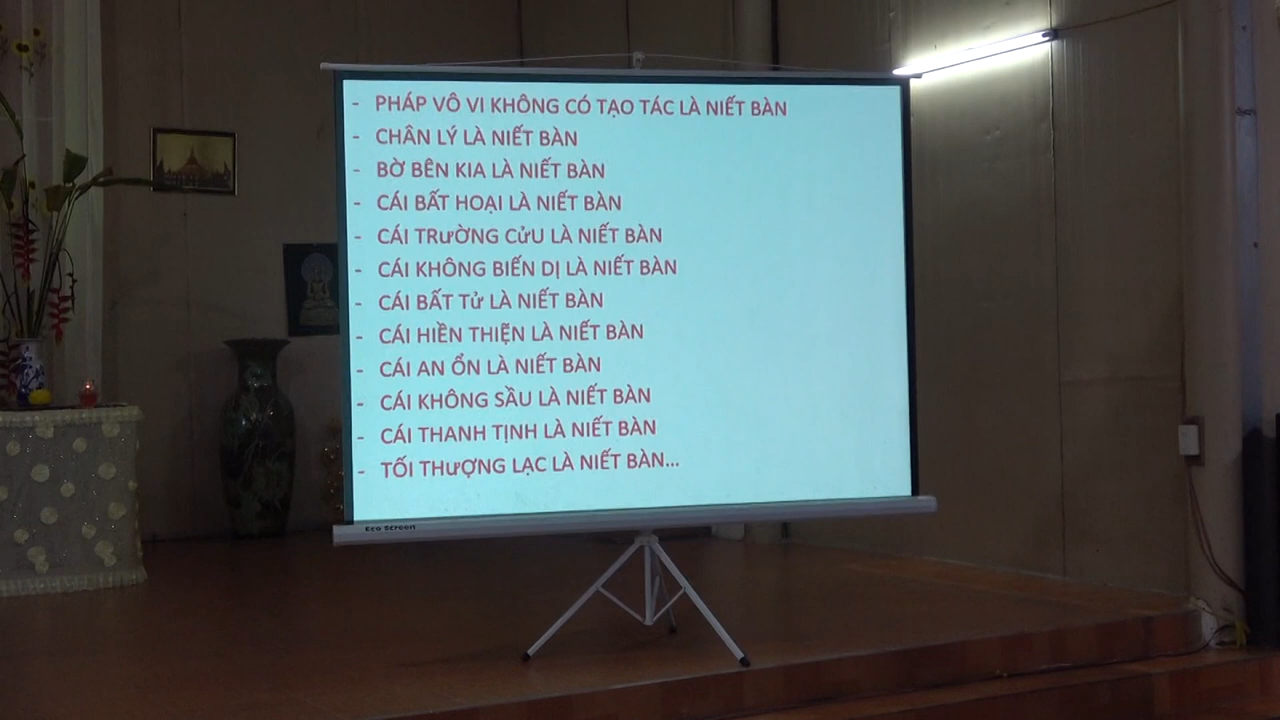 - PHÁP VÔ VI KHÔNG CÓ TẠO TÁC LÀ NIẾT BÀN
- CHÂN LÝ LÀ NIẾT BÀN
- BỜ BÊN KIA LÀ NIẾT BÀN
- CÁI BẤT HOẠI LÀ NIẾT BÀN
- CÁI TRưỜNG CửU LÀ NIẾT BÀN
- CÁI KHÔNG BIẾN DỊ LÀ NIẾT BÀN
- CÁI BẤT Tử LÀ NIẾT BÀN
- CÁI HIỀN THIỆN LÀ NIẾT BÀN
- CÁI AN ỔN LÀ NIẾT BÀN
- CÁI KHÔNG SẦU LÀ NIẾT BÀN
- CÁI THANH TỊNH LÀ NIẾT BÀN
- TỐI THƯỢNG LẠC LÀ NIẾT BÀN...
Eco Screen